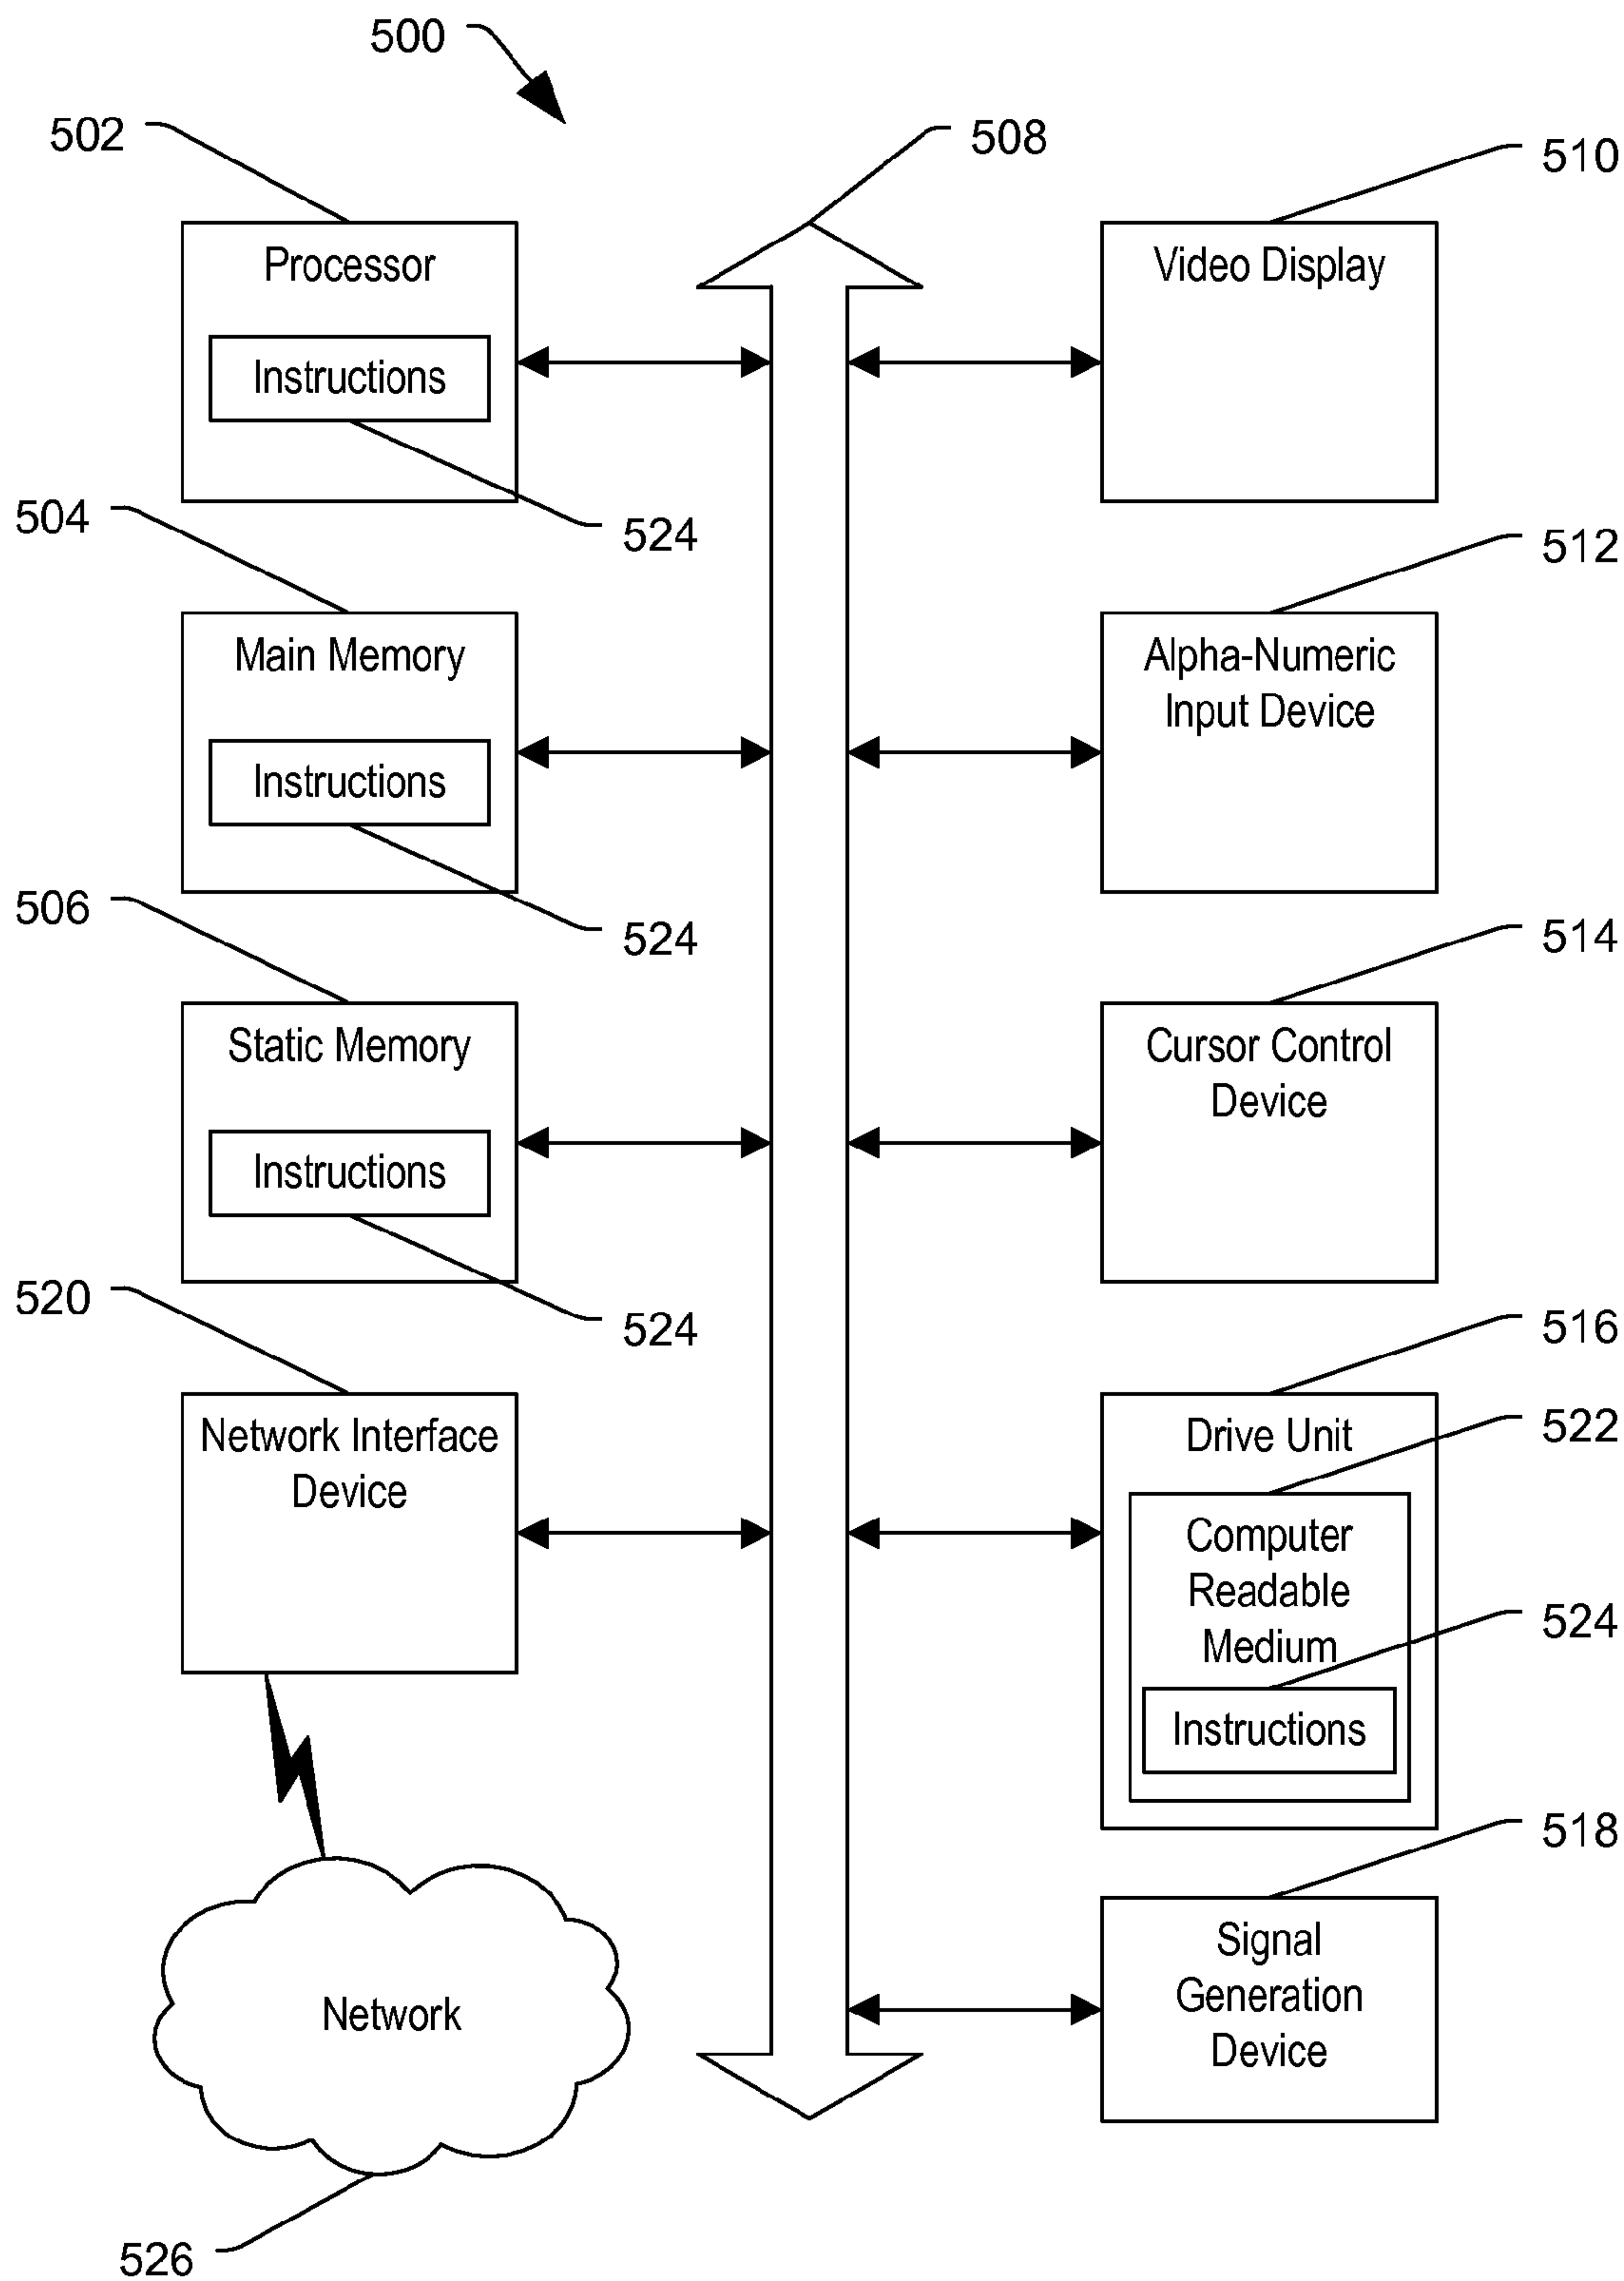 500
502
508
510
Processor
Instructions
524
Video Display
504
Main Memory
Instructions
524
512
Alpha-Numeric
Input Device
506
Static Memory
Instructions
524
514
Cursor Control
Device
520
Network Interface
Device
516
Drive Unit
522
Computer
Readable
Medium
524
Instructions
518
Signal
Generation
Device
Network
526